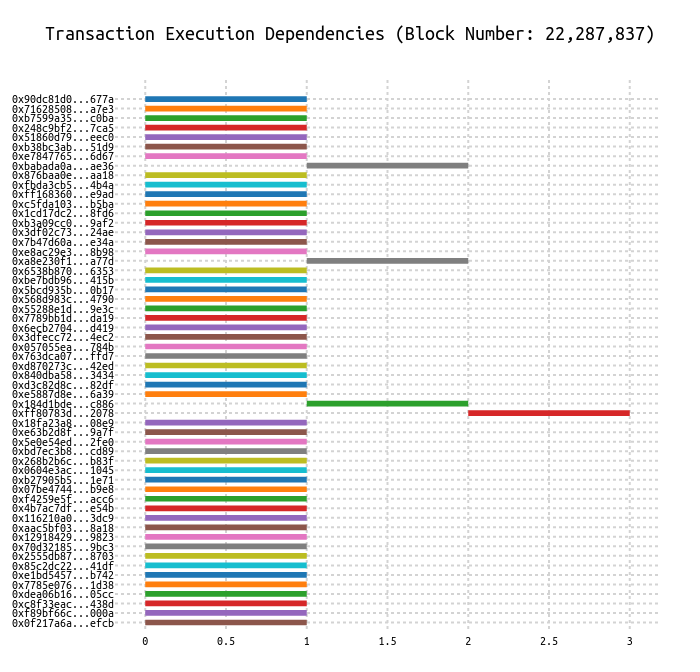 Transaction Execution Dependencies (Block Number: 22,287,837)
0x90dc81d0...677a
0x71628508...a7e3
0xb7599a35...c0ba
0x248c9bf2...7ca5
0x51860d79...eec0
0xb38bc3ab...51d9
0xe7847765...6d67
0xbabada0a...ae36
0x876baa0e...aa18
0xfbda3cb5...4b4a
0xff168360...e9ad
0xc5fda103...b5ba
0x1cd17dc2...8fd6
0xb3a09cc0...9af2
0x3df02c73...24ae
0x7b47d60a...e34a
0xe8ac29e3...8b98
0xa8e230f1...a77d
0x6538b870...6353
0xbe7bdb96...415b
0x5bcd935b...0b17
0x568d983c...4790
0x55288e1d...9e3c
0x7789bb1d...da19
0x6ecb2704...d419
0x3dfecc72...4ec2
0x057055ea...784b
0x763dca07...ffd7
0xd870273c...42ed
0x840dba58...3434
0xd3c82d8c...82df
0xe5887d8e...6a39
0x184d1bde...c886
0xff80783d...2078
0x18fa23a8...08e9
0xe63b2d8f...9a7f
0x5e0e54ed...2fe0
0xbd7ec3b8...cd89
0x268b2b6c...b83f
0x0604e3ac...1045
0xb27905b5...1e71
0x07be4744...b9e8
0xf4259e5f...acc6
0x4b7ac7df...e54b
0x116210a0...3dc9
0xaac5bf03...8a18
0x12918429...9823
0x70d32185...9bc3
0x2555db87...8703
0x85c2dc22...41df
0xe1bd5457...b742
0x7785e076...1d38
0xdea06b16...05cc
0xc8f33eac...438d
0xf89bf66c...000a
0x0f217a6a...efcb
0 0.5 1 1.5 2 2.5 3